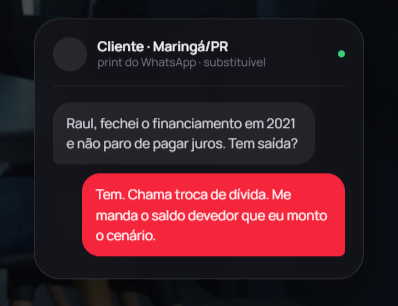 Cliente · Maringá/PR
print do WhatsApp · substituível
Raul, fechei o financiamento em 2021
e não paro de pagar juros. Tem saída?
Tem. Chama troca de dívida. Me
manda o saldo devedor que eu monto
o cenário.